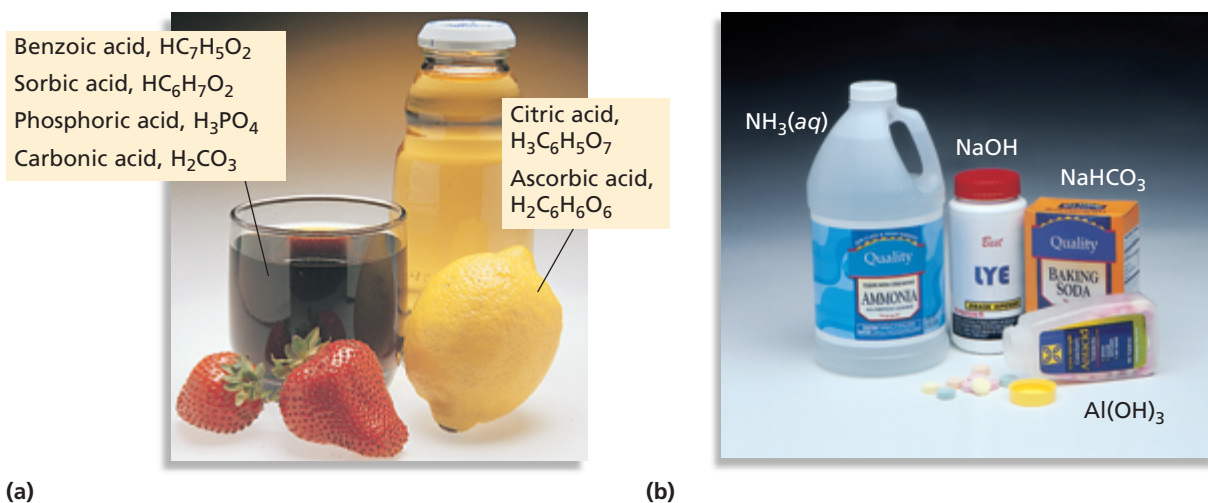 Benzoic acid, HC₇H₅O₂
Sorbic acid, HC₆H₇O₂
Phosphoric acid, H₃PO₄
Carbonic acid, H₂CO₃
Citric acid,
H₃C₆H₅O₇
Ascorbic acid,
H₂C₆H₆O₆
(a)
NH₃(aq)
NaOH
NaHCO₃
Al(OH)₃
Quality
AMMONIA
Best
LYE
Quality
BAKING
SODA
ANTACID
(b)